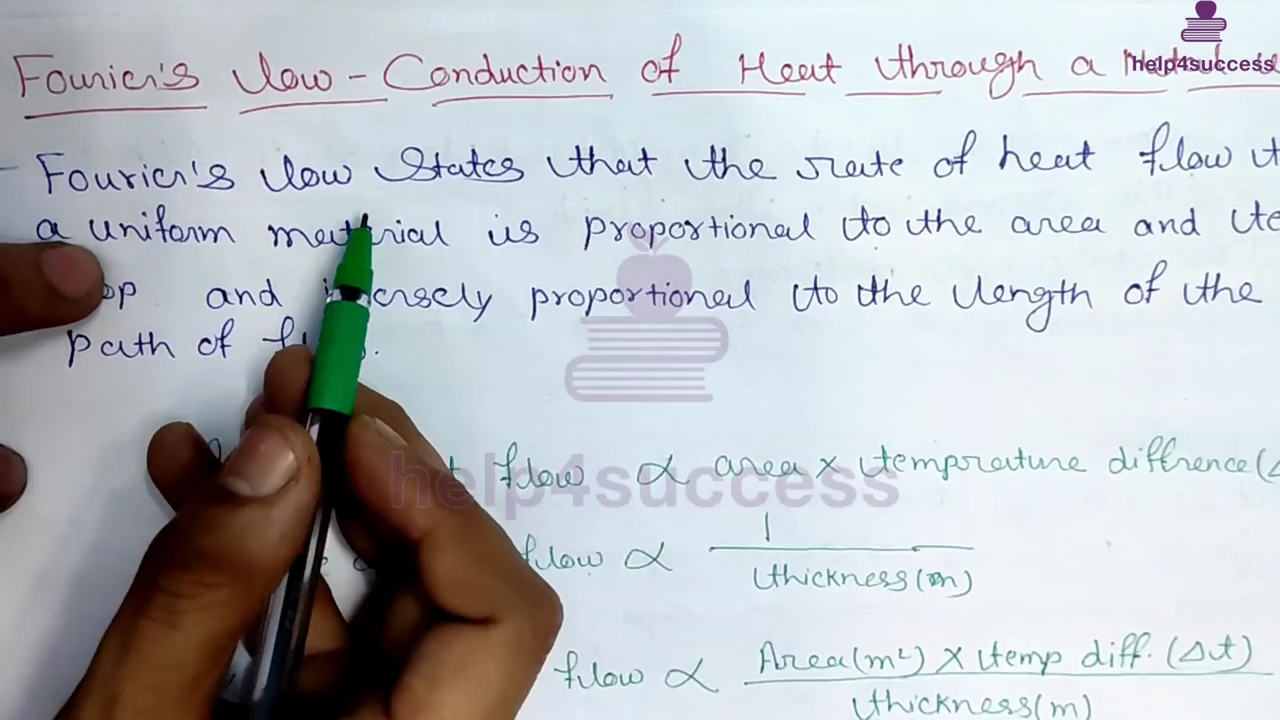 help4success
Fourier's law - Conduction of Heat through a
Fourier's law States that the rate of heat flow
a uniform material is proportional to the area and
and inversely proportional to the length of the
path of
flow ∝ area × temprature diffrence(
help4success
flow ∝ 1
thickness(m)
flow ∝ Area(m²) × temp diff. (Δt)
thickness(m)